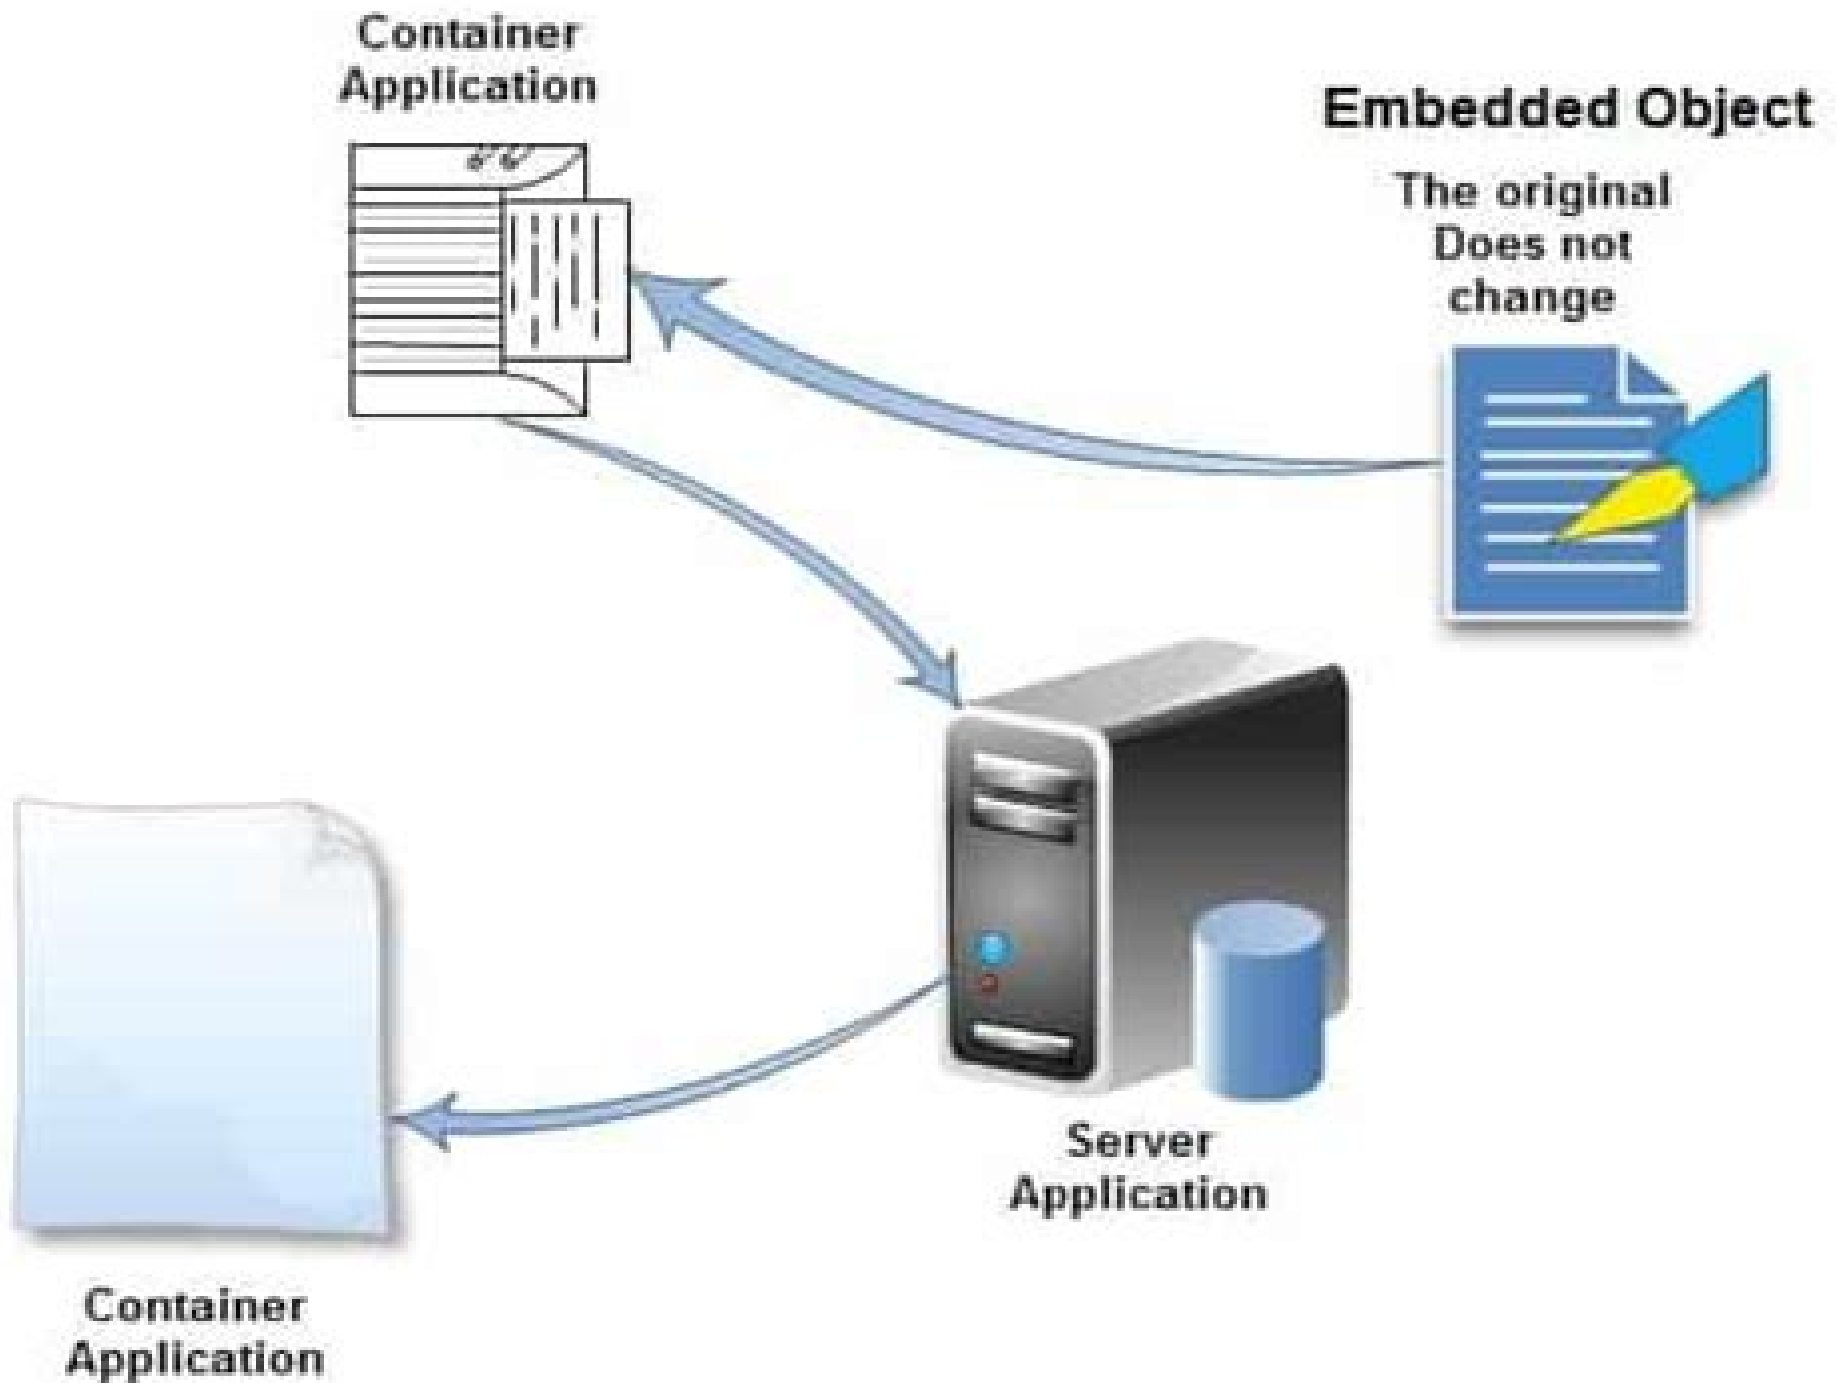 Container
Application
Embedded Object
The original
Does not
change
Server
Application
Container
Application